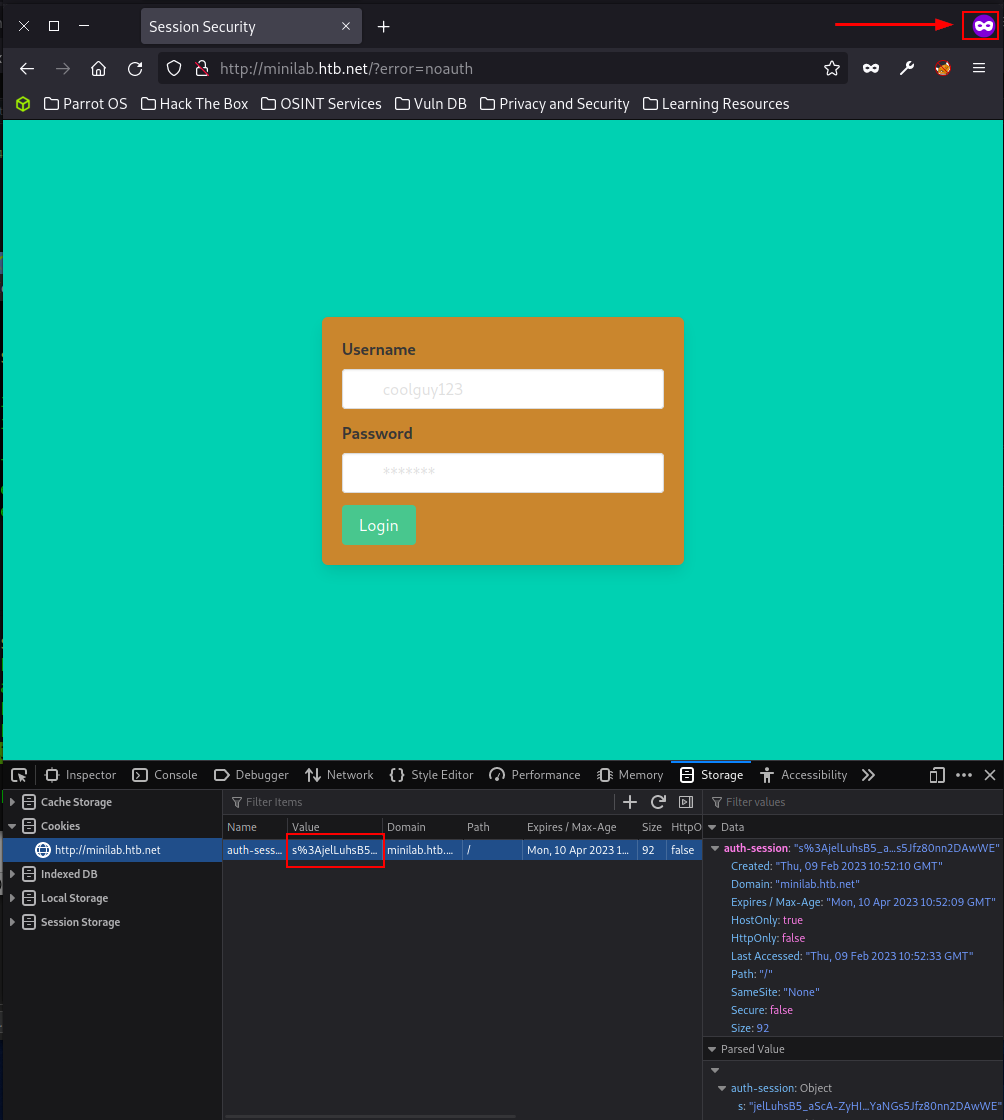 Session Security
http://minilab.htb.net/?error=noauth
Parrot OS Hack The Box OSINT Services Vuln DB Privacy and Security Learning Resources
Username
coolguy123
Password
*******
Login
Inspector Console Debugger Network Style Editor Performance Memory Storage Accessibility
Cache Storage
Cookies
http://minilab.htb.net
Indexed DB
Local Storage
Session Storage
Filter Items
Name Value Domain Path Expires / Max-Age Size HttpO
auth-sess... s%3AjelLuhsB5... minilab.htb.... / Mon, 10 Apr 2023 1... 92 false
Filter values
Data
auth-session: "s%3AjelLuhsB5_a...s5Jfz80nn2DAwWE"
Created: "Thu, 09 Feb 2023 10:52:10 GMT"
Domain: "minilab.htb.net"
Expires / Max-Age: "Mon, 10 Apr 2023 10:52:09 GMT"
HostOnly: true
HttpOnly: false
Last Accessed: "Thu, 09 Feb 2023 10:52:33 GMT"
Path: "/"
SameSite: "None"
Secure: false
Size: 92
Parsed Value
auth-session: Object
s: "jelLuhsB5_aScA-ZyHI...YaNGs5Jfz80nn2DAwWE"